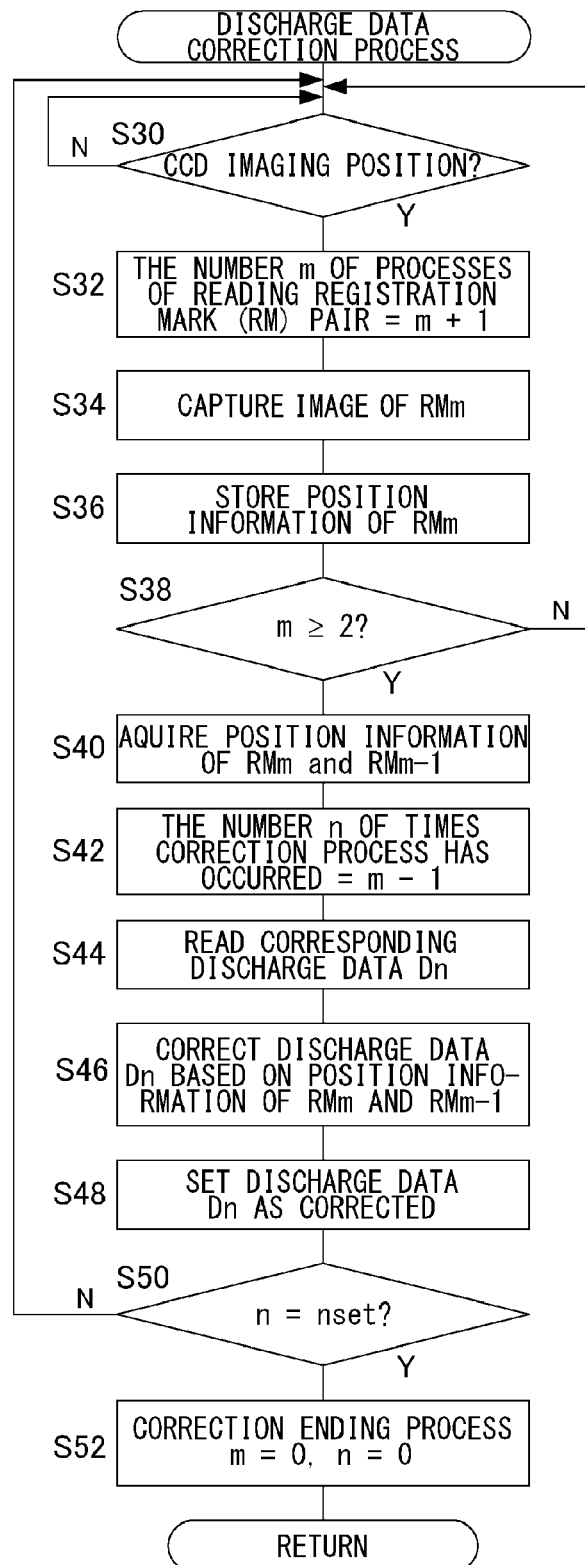 DISCHARGE DATA
CORRECTION PROCESS
S30
N
CCD IMAGING POSITION?
Y
S32
THE NUMBER m OF PROCESSES
OF READING REGISTRATION
MARK (RM) PAIR = m + 1
S34
CAPTURE IMAGE OF RMm
S36
STORE POSITION
INFORMATION OF RMm
S38
m ≥ 2?
N
Y
S40
AQUIRE POSITION INFORMATION
OF RMm and RMm-1
S42
THE NUMBER n OF TIMES
CORRECTION PROCESS HAS
OCCURRED = m - 1
S44
READ CORRESPONDING
DISCHARGE DATA Dn
S46
CORRECT DISCHARGE DATA
Dn BASED ON POSITION INFO-
RMATION OF RMm AND RMm-1
S48
SET DISCHARGE DATA
Dn AS CORRECTED
S50
N
n = nset?
Y
S52
CORRECTION ENDING PROCESS
m = 0, n = 0
RETURN